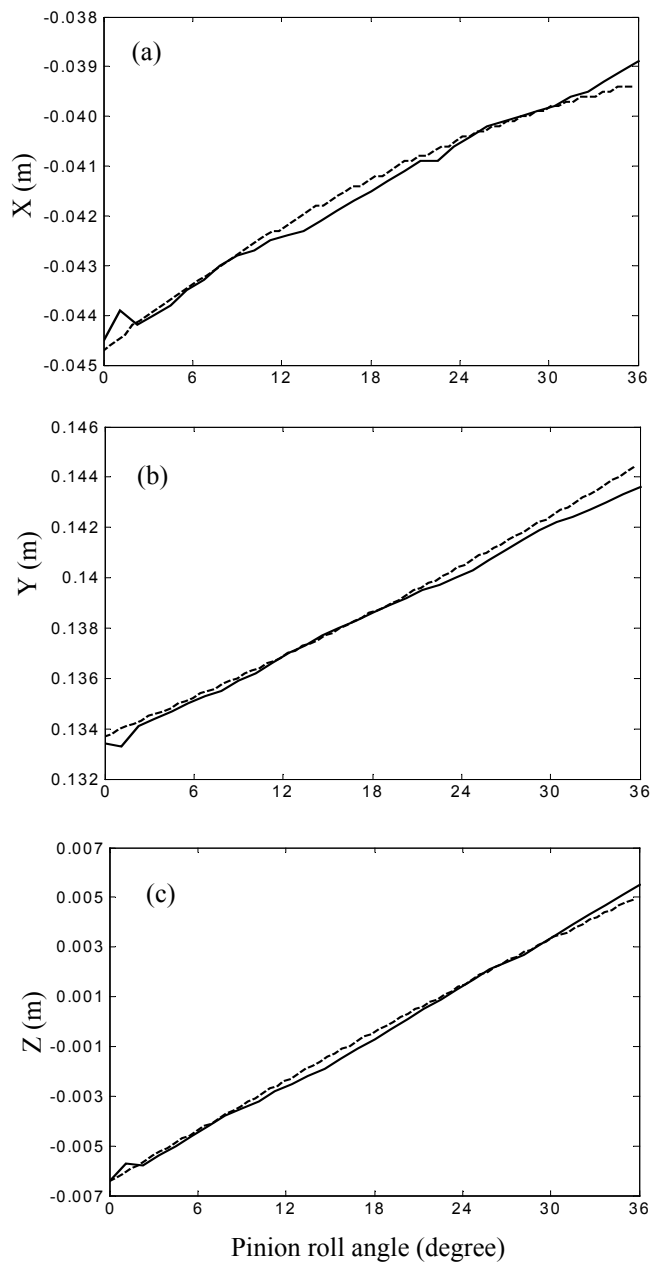 -0.038
(a)
-0.039
-0.040
-0.041
X (m)
-0.042
-0.043
-0.044
-0.045
0 6 12 18 24 30 36
0.146
(b)
0.144
0.142
0.14
Y (m)
0.138
0.136
0.134
0.132
0 6 12 18 24 30 36
0.007
(c)
0.005
0.003
0.001
Z (m)
-0.001
-0.003
-0.005
-0.007
0 6 12 18 24 30 36
Pinion roll angle (degree)